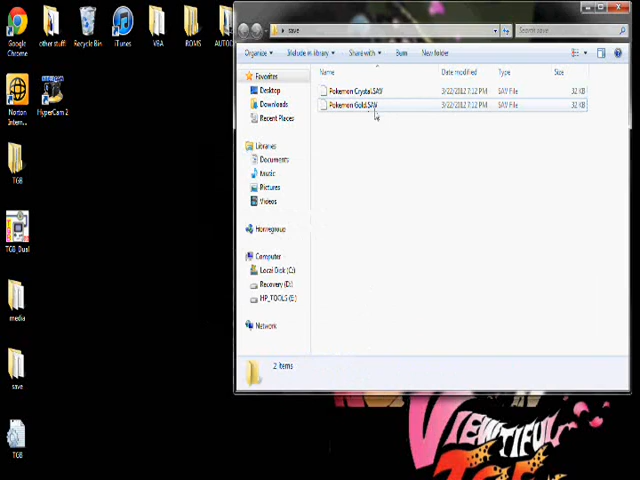 Google Chrome
other stuff
Recycle Bin
iTunes
VBA
ROMS
Norton Intern...
HyperCam 2
TGB
TGB_Dual
media
save
TGB
save
Search save
Organize
Include in library
Share with
Burn
New folder
Name
Date modified
Type
Size
Pokemon Crystal.SAV
3/22/2012 7:12 PM
SAV File
32 KB
Pokemon Gold.SAV
3/22/2012 7:12 PM
SAV File
32 KB
Favorites
Desktop
Downloads
Recent Places
Libraries
Documents
Music
Pictures
Videos
Homegroup
Computer
Local Disk (C:)
Recovery (D:)
HP_TOOLS (E:)
Network
2 items
VIEWTIFUL